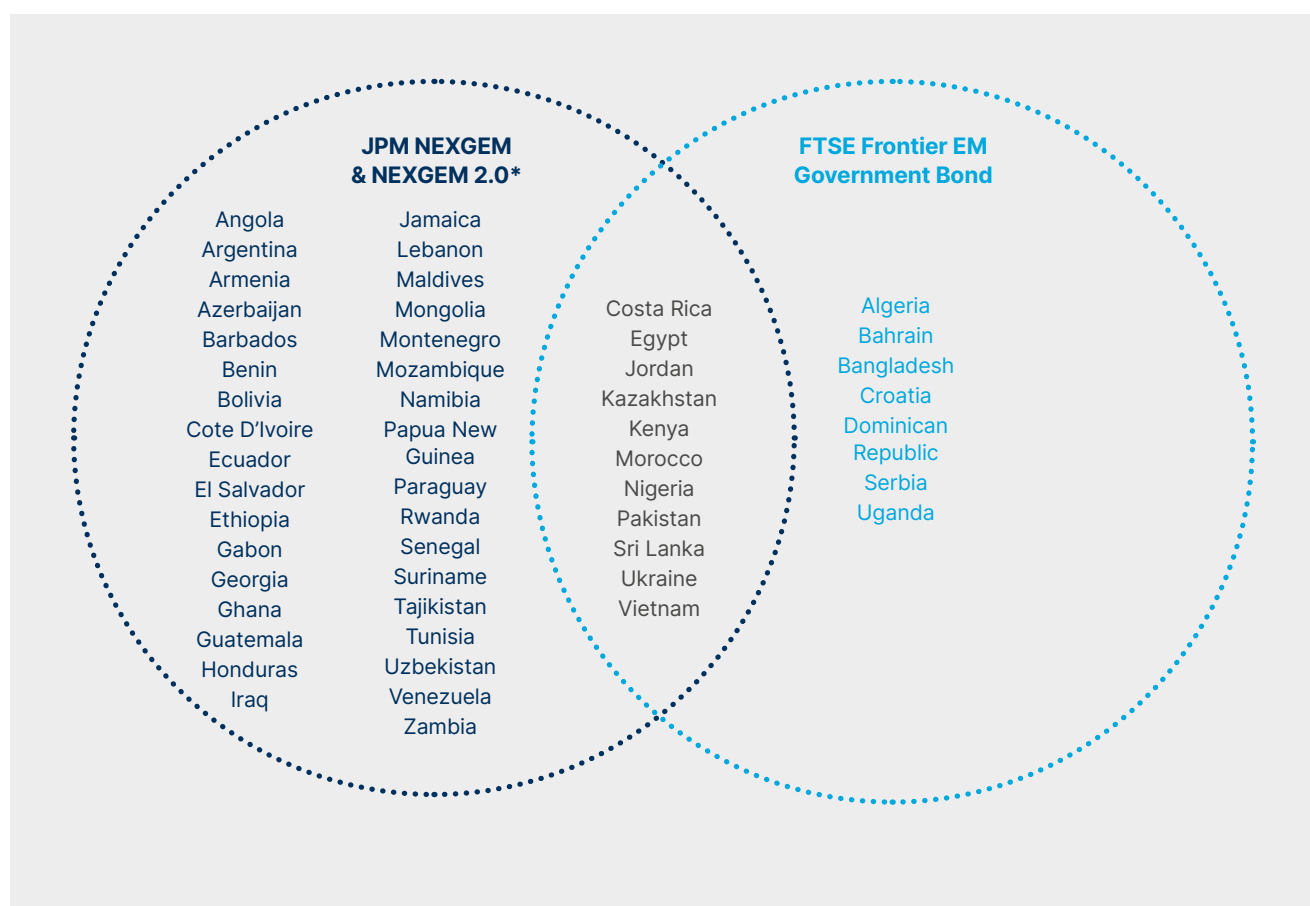 JPM NEXGEM
& NEXGEM 2.0*
Angola
Argentina
Armenia
Azerbaijan
Barbados
Benin
Bolivia
Cote D’Ivoire
Ecuador
El Salvador
Ethiopia
Gabon
Georgia
Ghana
Guatemala
Honduras
Iraq
Jamaica
Lebanon
Maldives
Mongolia
Montenegro
Mozambique
Namibia
Papua New
Guinea
Paraguay
Rwanda
Senegal
Suriname
Tajikistan
Tunisia
Uzbekistan
Venezuela
Zambia
Costa Rica
Egypt
Jordan
Kazakhstan
Kenya
Morocco
Nigeria
Pakistan
Sri Lanka
Ukraine
Vietnam
FTSE Frontier EM
Government Bond
Algeria
Bahrain
Bangladesh
Croatia
Dominican
Republic
Serbia
Uganda